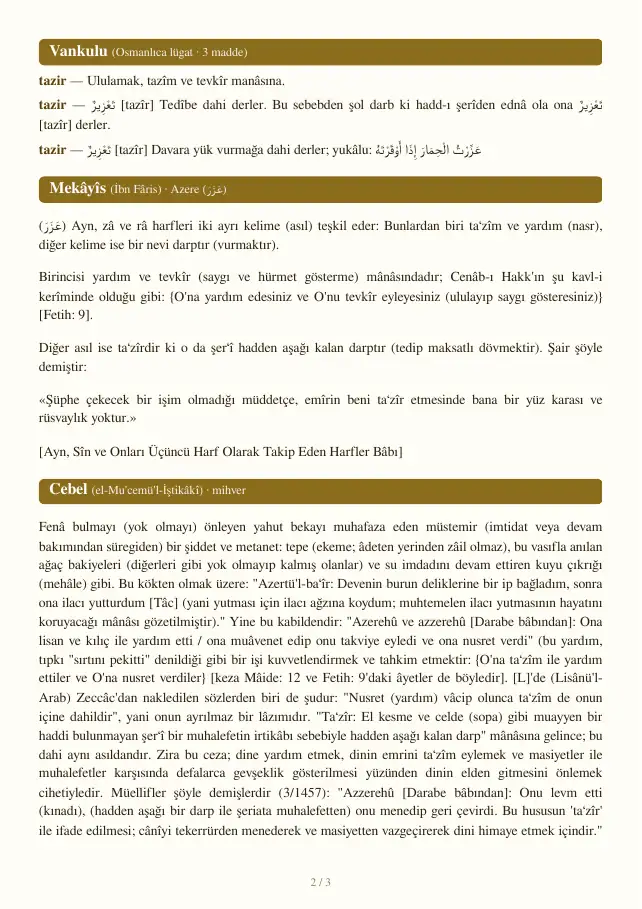 Vankulu (Osmanlıca lügat · 3 madde)
tazir — Ululamak, tazîm ve tevkîr manâsına.
tazir — تَعْزِيرٌ [tazîr] Tedîbe dahi derler. Bu sebebden şol darb ki hadd-ı şerîden ednâ ola ona تَعْزِيرٌ
[tazîr] derler.
tazir — تَعْزِيرٌ [tazîr] Davara yük vurmağa dahi derler; yukâlu: عَزَّرْتُ الْحِمَارَ إِذَا أَوْقَرْتَهُ
Mekâyîs (İbn Fâris) · Azere (عَزَرَ)
(عَزَرَ) Ayn, zâ ve râ harfleri iki ayrı kelime (asıl) teşkil eder: Bunlardan biri ta‘zîm ve yardım (nasr),
diğer kelime ise bir nevi darptır (vurmaktır).
Birincisi yardım ve tevkîr (saygı ve hürmet gösterme) mânâsındadır; Cenâb-ı Hakk'ın şu kavl-i
kerîminde olduğu gibi: {O'na yardım edesiniz ve O'nu tevkîr eyleyesiniz (ululayıp saygı gösteresiniz)}
[Fetih: 9].
Diğer asıl ise ta‘zîrdir ki o da şer‘î hadden aşağı kalan darptır (tedip maksatlı dövmektir). Şair şöyle
demiştir:
«Şüphe çekecek bir işim olmadığı müddetçe, emîrin beni ta‘zîr etmesinde bana bir yüz karası ve
rüsvaylık yoktur.»
[Ayn, Sîn ve Onları Üçüncü Harf Olarak Takip Eden Harfler Bâbı]
Cebel (el-Mu'cemü'l-İştikâkî) · mihver
Fenâ bulmayı (yok olmayı) önleyen yahut bekayı muhafaza eden müstemir (imtidat veya devam
bakımından süregiden) bir şiddet ve metanet: tepe (ekeme; âdeten yerinden zâil olmaz), bu vasıfla anılan
ağaç bakiyeleri (diğerleri gibi yok olmayıp kalmış olanlar) ve su imdadını devam ettiren kuyu çıkrığı
(mehâle) gibi. Bu kökten olmak üzere: "Azertü'l-ba‘îr: Devenin burun deliklerine bir ip bağladım, sonra
ona ilacı yutturdum [Tâc] (yani yutması için ilacı ağzına koydum; muhtemelen ilacı yutmasının hayatını
koruyacağı mânâsı gözetilmiştir)." Yine bu kabildendir: "Azerehû ve azzerehû [Darabe bâbından]: Ona
lisan ve kılıç ile yardım etti / ona muâvenet edip onu takviye eyledi ve ona nusret verdi" (bu yardım,
tıpkı "sırtını pekitti" denildiği gibi bir işi kuvvetlendirmek ve tahkim etmektir: {O'na ta‘zîm ile yardım
ettiler ve O'na nusret verdiler} [keza Mâide: 12 ve Fetih: 9'daki âyetler de böyledir]. [L]'de (Lisânü'l-
Arab) Zeccâc'dan nakledilen sözlerden biri de şudur: "Nusret (yardım) vâcip olunca ta‘zîm de onun
içine dahildir", yani onun ayrılmaz bir lâzımıdır. "Ta‘zîr: El kesme ve celde (sopa) gibi muayyen bir
haddi bulunmayan şer‘î bir muhalefetin irtikâbı sebebiyle hadden aşağı kalan darp" mânâsına gelince; bu
dahi aynı asıldandır. Zira bu ceza; dine yardım etmek, dinin emrini ta‘zîm eylemek ve masiyetler ile
muhalefetler karşısında defalarca gevşeklik gösterilmesi yüzünden dinin elden gitmesini önlemek
cihetiyledir. Müellifler şöyle demişlerdir (3/1457): "Azzerehû [Darabe bâbından]: Onu levm etti
(kınadı), (hadden aşağı bir darp ile şeriata muhalefetten) onu menedip geri çevirdi. Bu hususun 'ta‘zîr'
ile ifade edilmesi; cânîyi tekerrürden menederek ve masiyetten vazgeçirerek dini himaye etmek içindir."
2 / 3